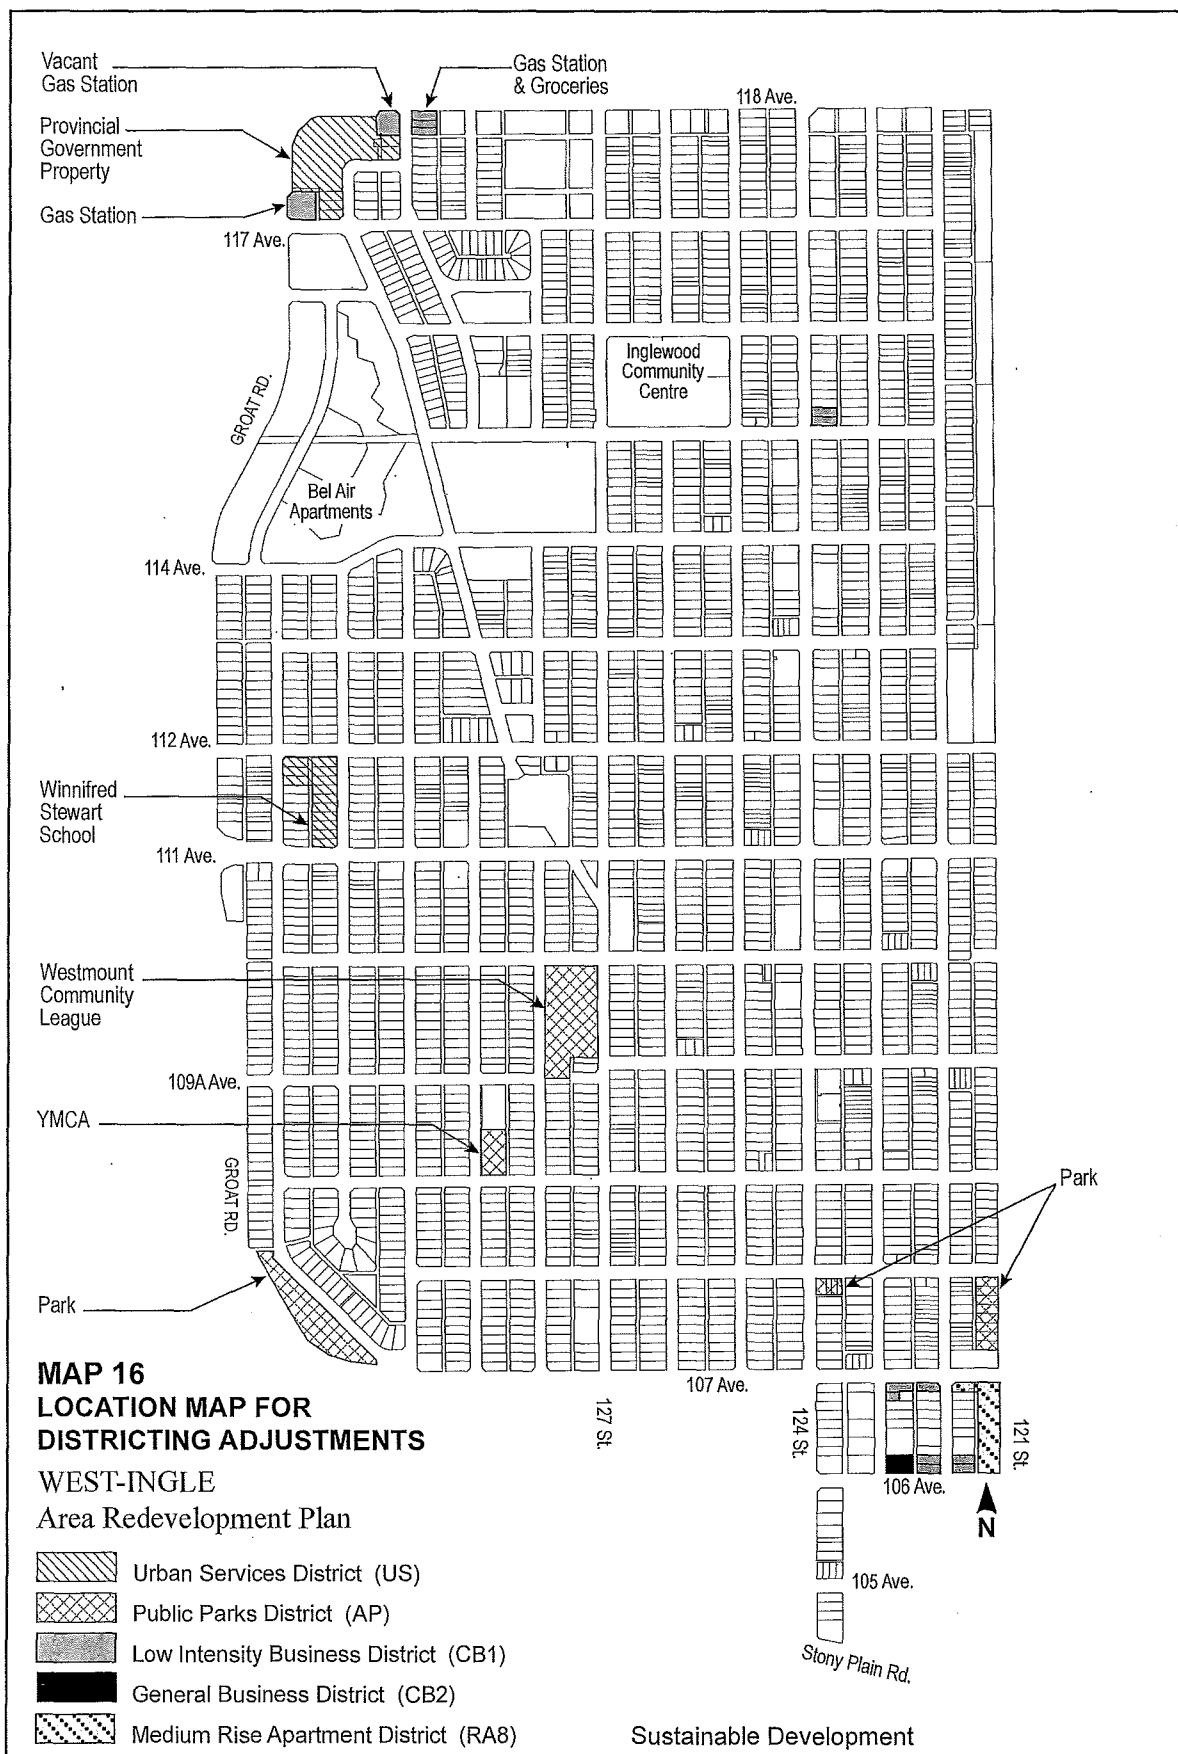 Vacant
Gas Station
Gas Station
& Groceries
118 Ave.
Provincial
Government
Property
Gas Station
117 Ave.
Inglewood
Community
Centre
GROAT RD.
Bel Air
Apartments
114 Ave.
112 Ave.
Winnifred
Stewart
School
111 Ave.
Westmount
Community
League
109A Ave.
YMCA
GROAT RD.
Park
Park
MAP 16
LOCATION MAP FOR
DISTRICTING ADJUSTMENTS
WEST-INGLE
Area Redevelopment Plan
107 Ave.
127 St.
124 St.
121 St.
106 Ave.
N
105 Ave.
Stony Plain Rd.
Urban Services District (US)
Public Parks District (AP)
Low Intensity Business District (CB1)
General Business District (CB2)
Medium Rise Apartment District (RA8)
Sustainable Development